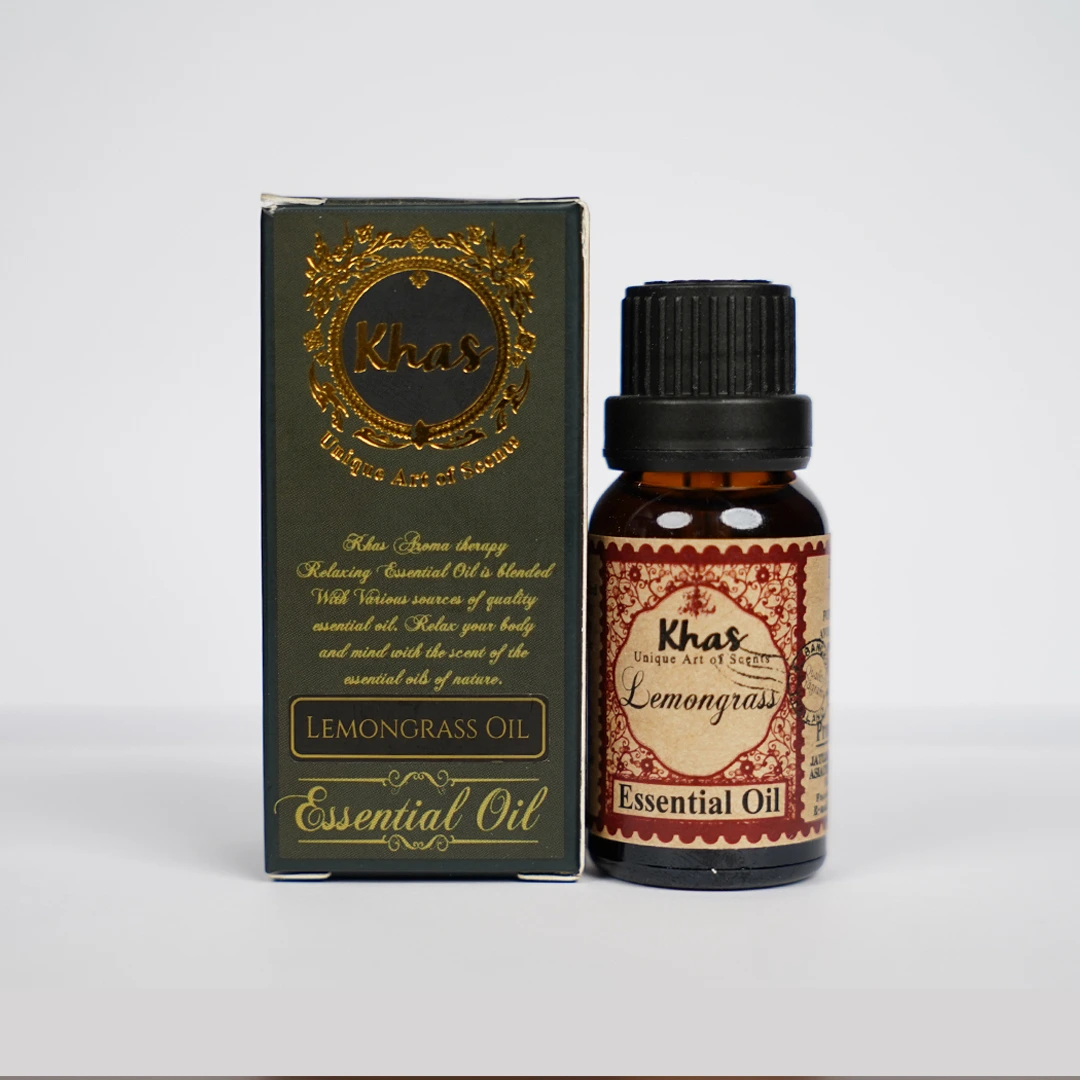 Khas
Unique Art of Scents
Khas Aroma therapy
Relaxing Essential Oil is blended
With Various sources of quality
essential oil. Relax your body
and mind with the scent of the
essential oils of nature.
LEMONGRASS OIL
Essential Oil
Khas
Unique Art of Scents
Lemongrass
Essential Oil